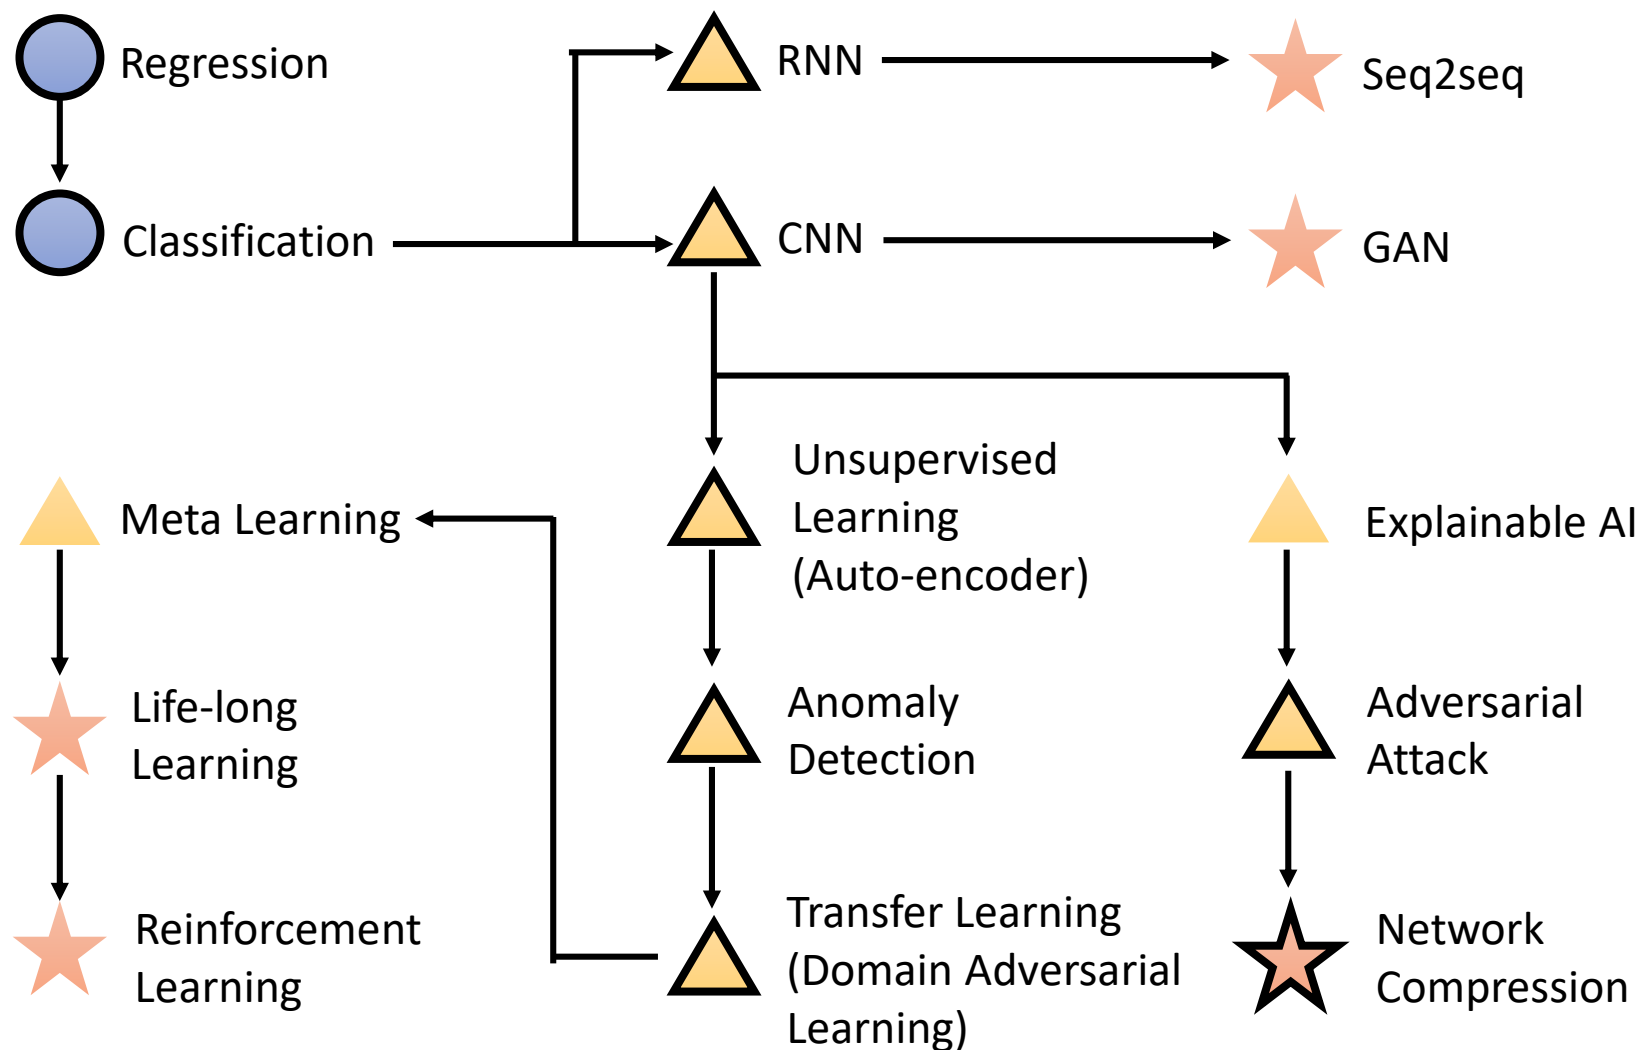 Regression
RNN
Seq2seq
Classification
CNN
GAN
Meta Learning
Unsupervised
Learning
(Auto-encoder)
Explainable AI
Life-long
Learning
Anomaly
Detection
Adversarial
Attack
Reinforcement
Learning
Transfer Learning
(Domain Adversarial
Learning)
Network
Compression